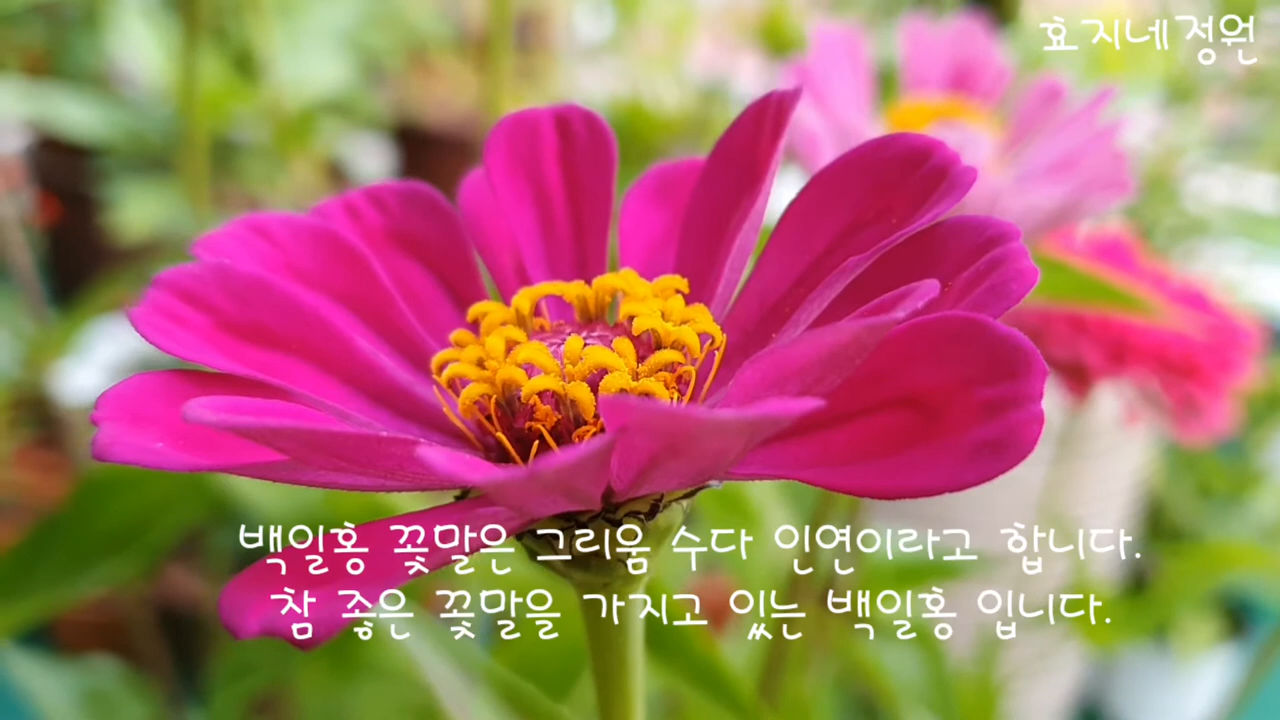 효지네정원
백일홍 꽃말은 그리움 수다 인연이라고 합니다.
참 좋은 꽃말을 가지고 있는 백일홍 입니다.